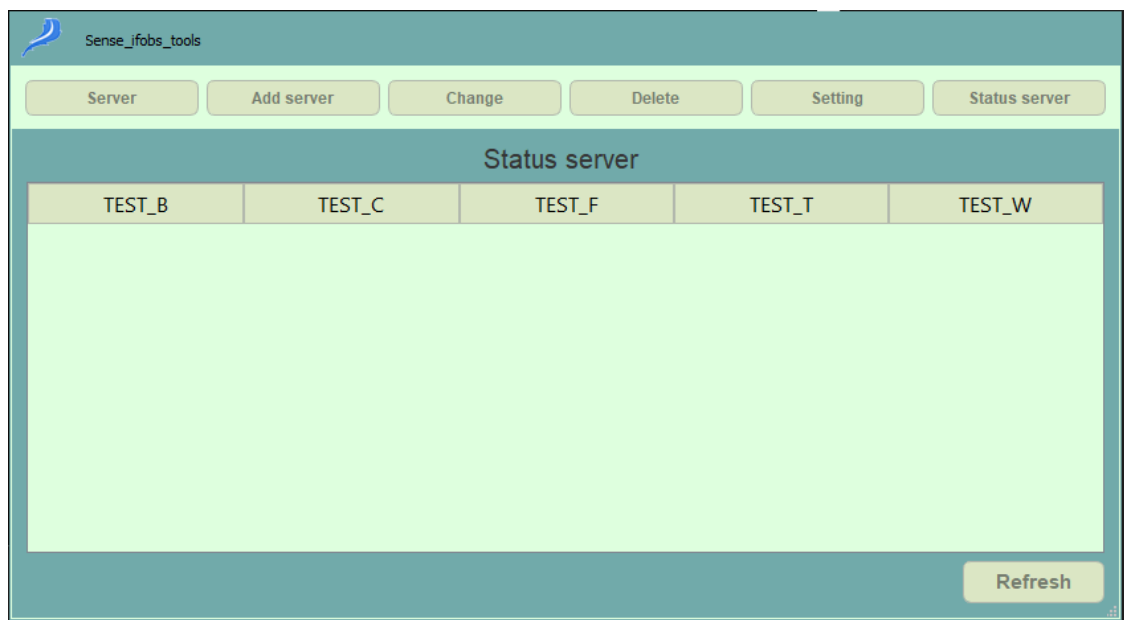 Sense_ifobs_tools
Server Add server Change Delete Setting Status server
Status server
TEST_B TEST_C TEST_F TEST_T TEST_W
Refresh